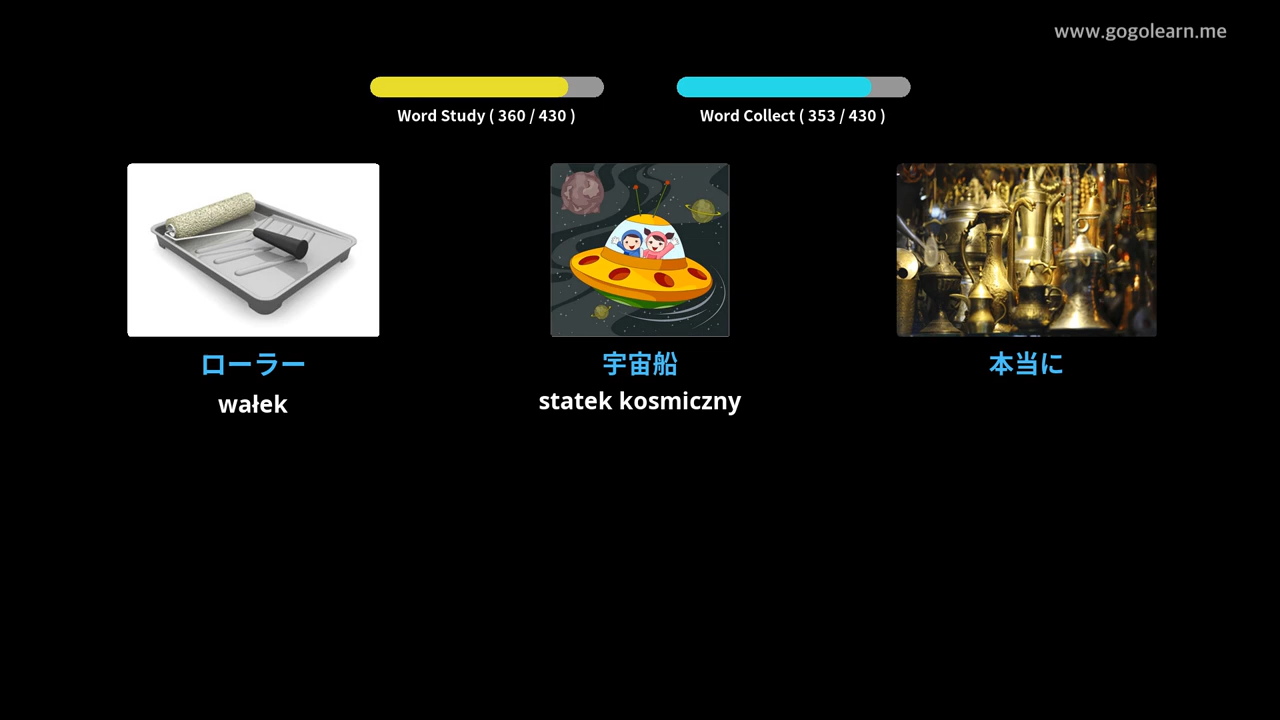 www.gogolearn.me
Word Study ( 360 / 430 )
Word Collect ( 353 / 430 )
ローラー
wałek
宇宙船
statek kosmiczny
本当に